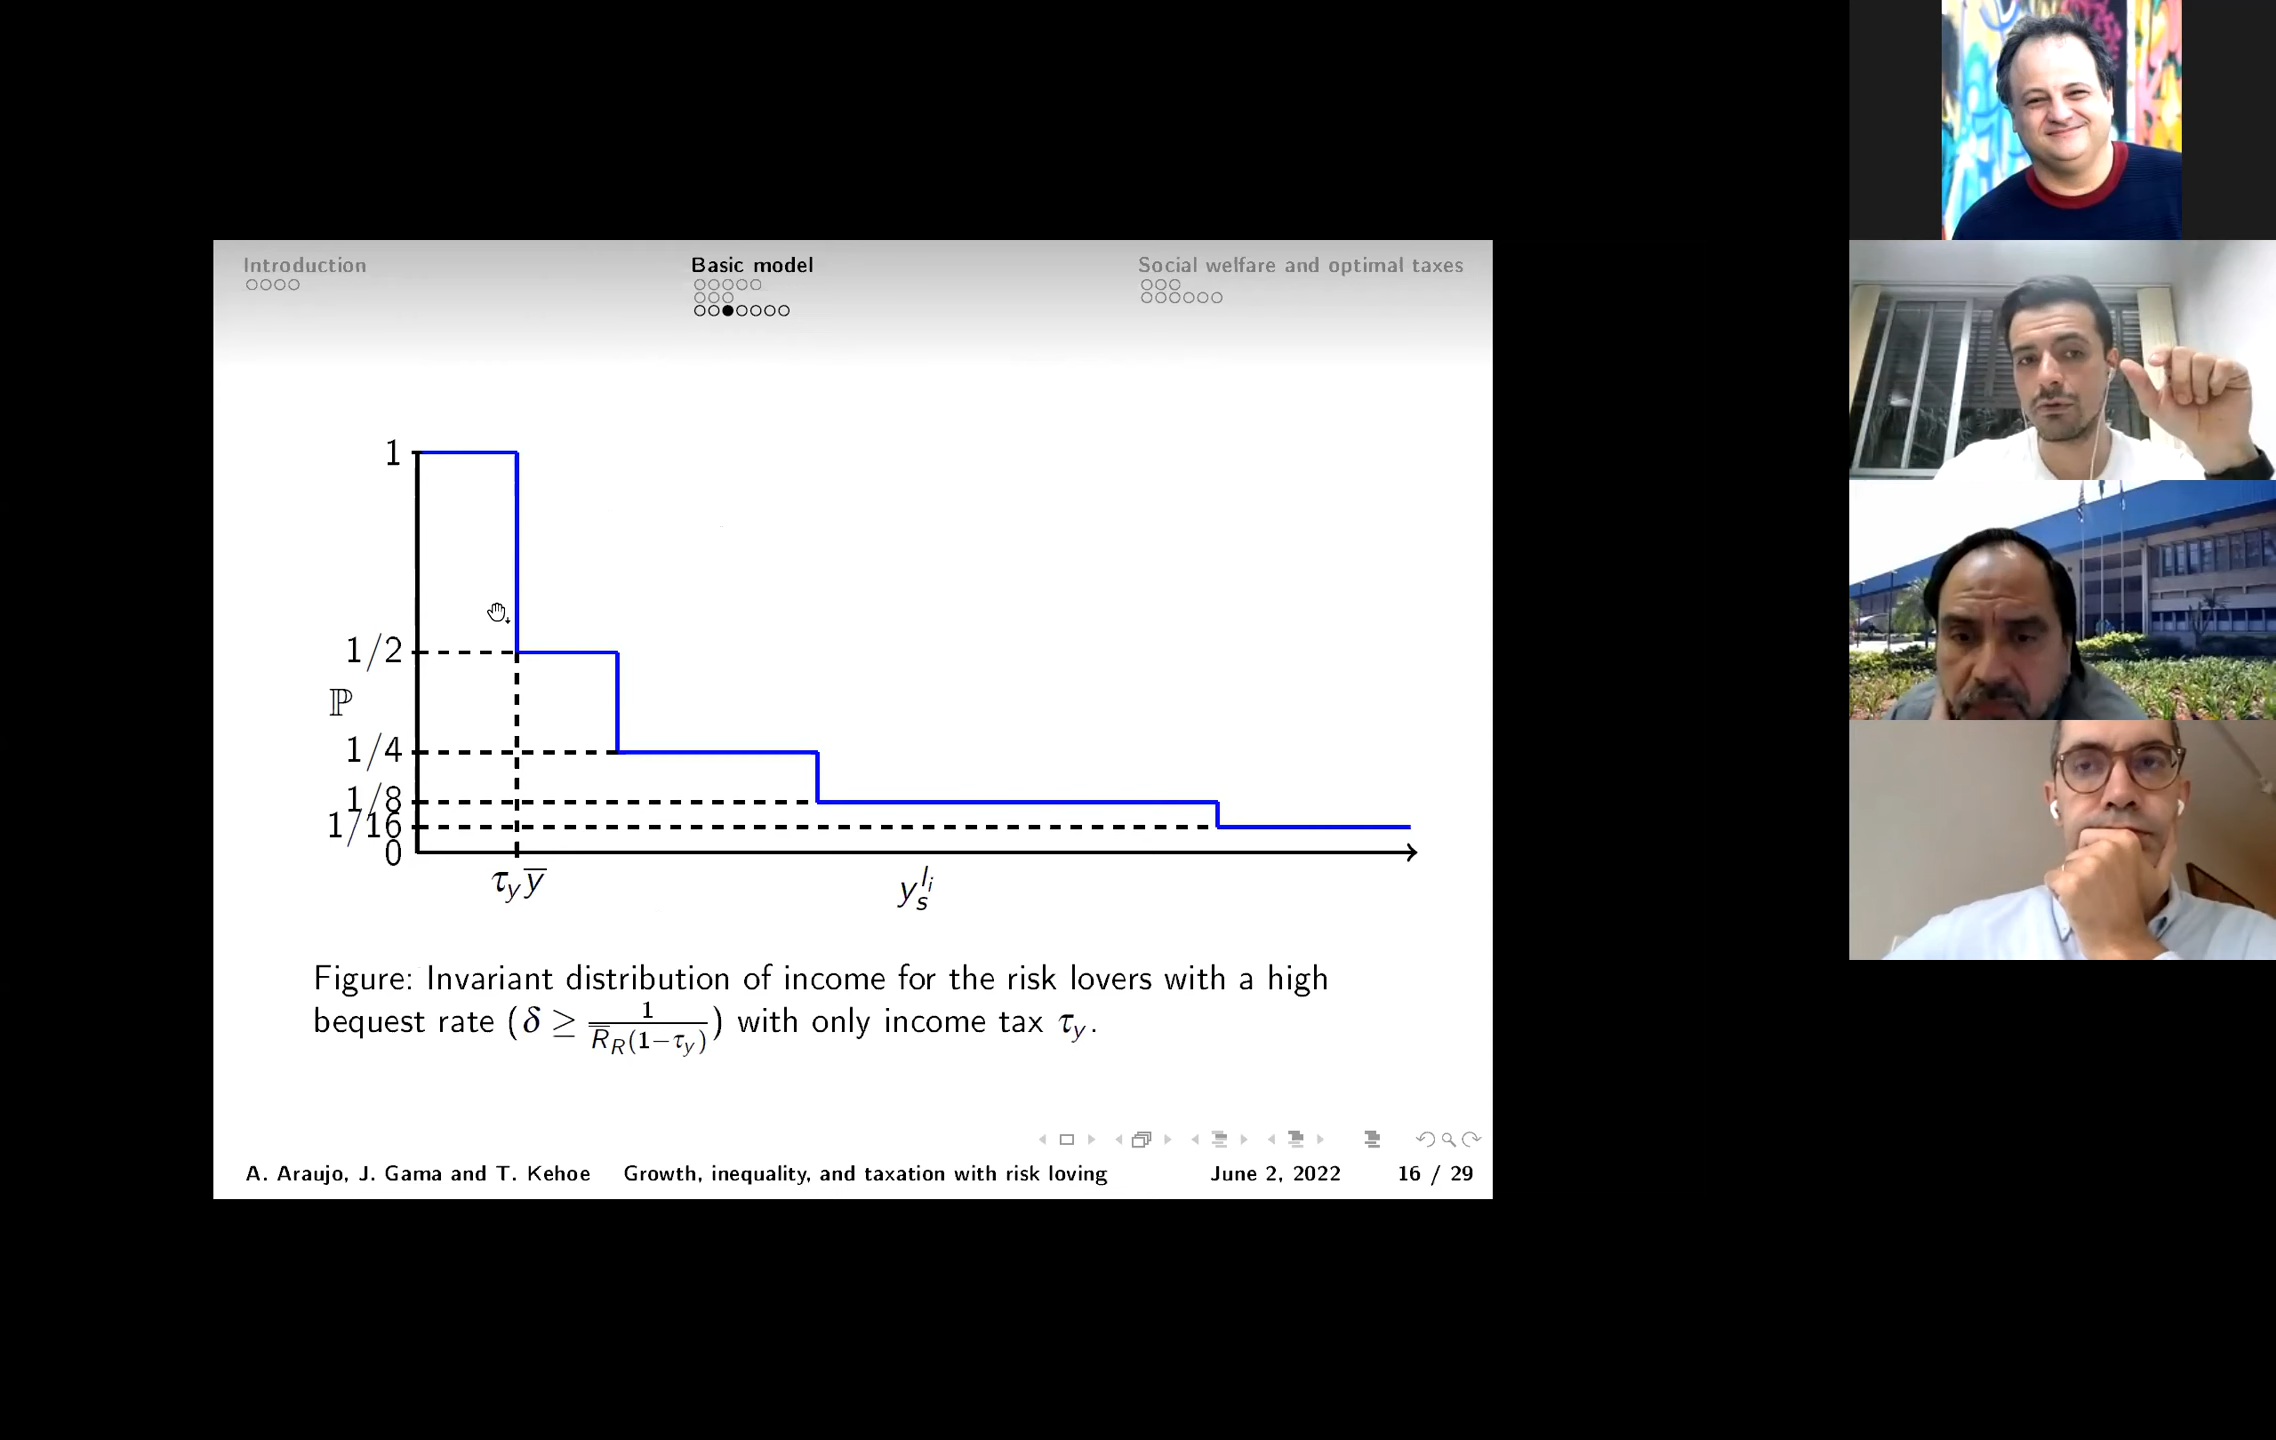 Introduction
Basic model
Social welfare and optimal taxes
1
1/2
ℙ
1/4
1/8
1/16
0
τ_y ȳ
y_s^{I_i}
Figure: Invariant distribution of income for the risk lovers with a high
bequest rate (δ ≥ 1/(R̄_R(1−τ_y))) with only income tax τ_y.
A. Araujo, J. Gama and T. Kehoe Growth, inequality, and taxation with risk loving June 2, 2022 16 / 29